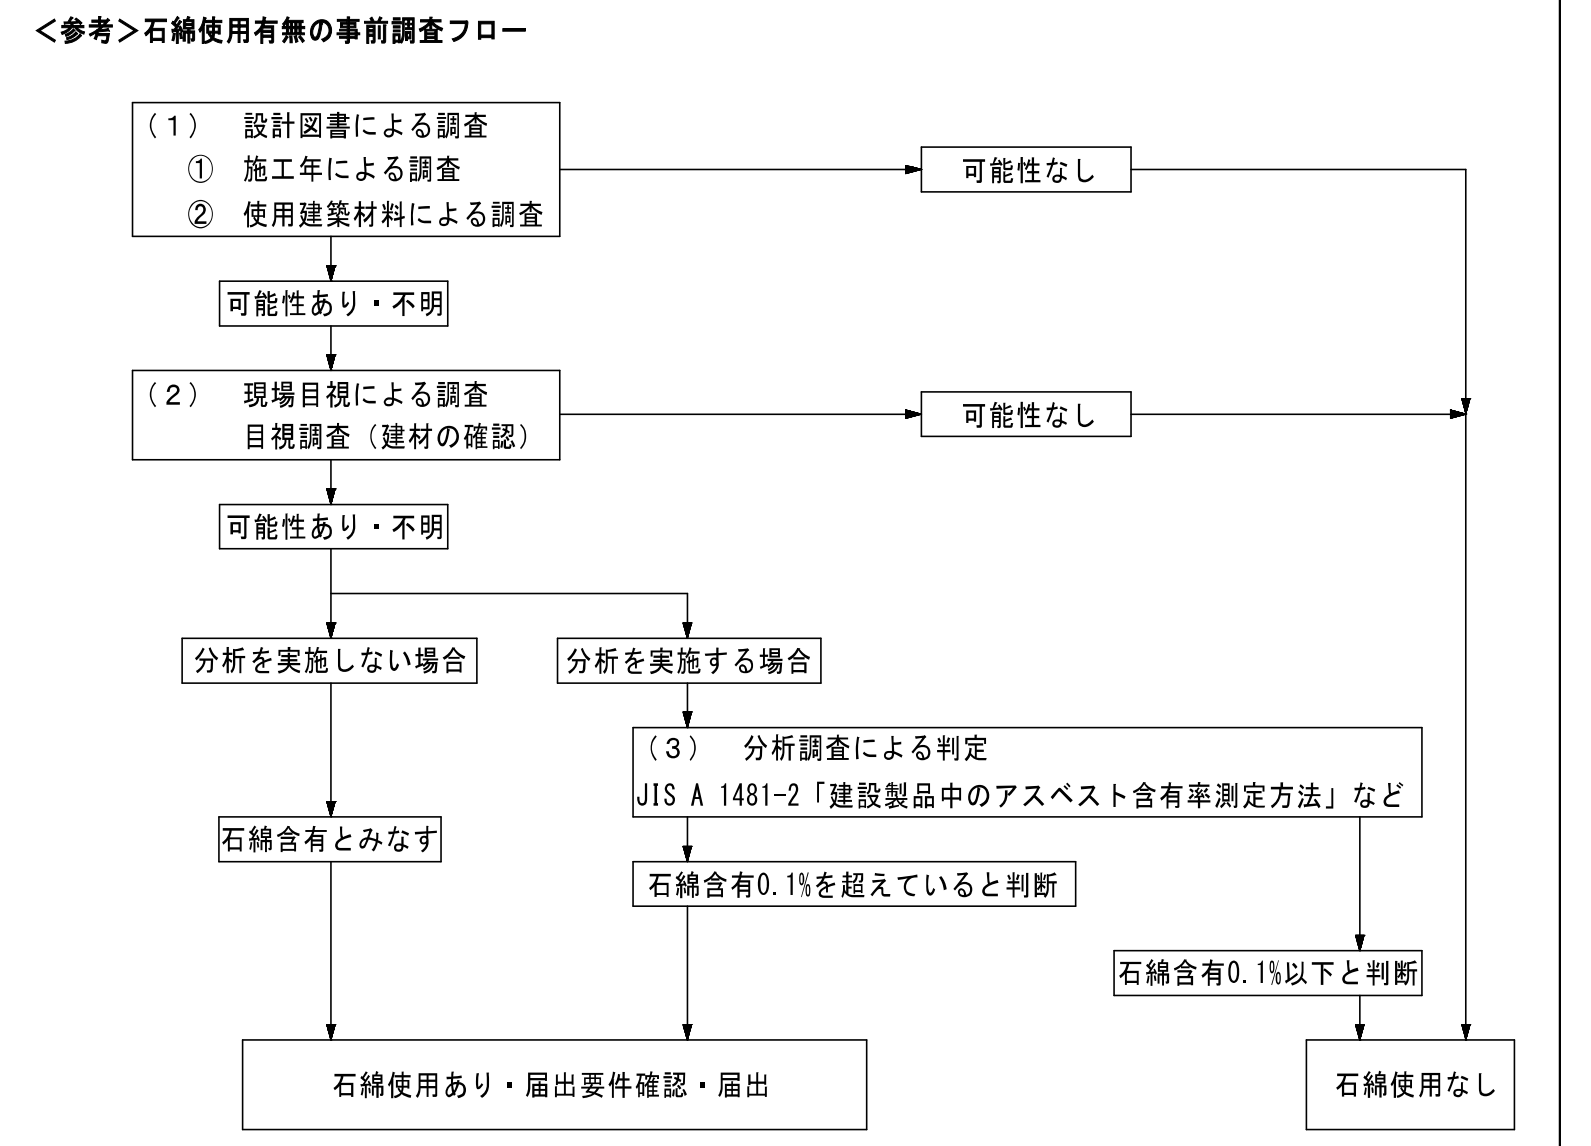 ＜参考＞石綿使用有無の事前調査フロー
（１）　設計図書による調査
①　施工年による調査
可能性なし
②　使用建築材料による調査
可能性あり・不明
（２）　現場目視による調査
可能性なし
目視調査（建材の確認）
可能性あり・不明
分析を実施しない場合
分析を実施する場合
（３）　分析調査による判定
JIS A 1481-2「建設製品中のアスベスト含有率測定方法」など
石綿含有とみなす
石綿含有0.1%を超えていると判断
石綿含有0.1%以下と判断
石綿使用あり・届出要件確認・届出
石綿使用なし